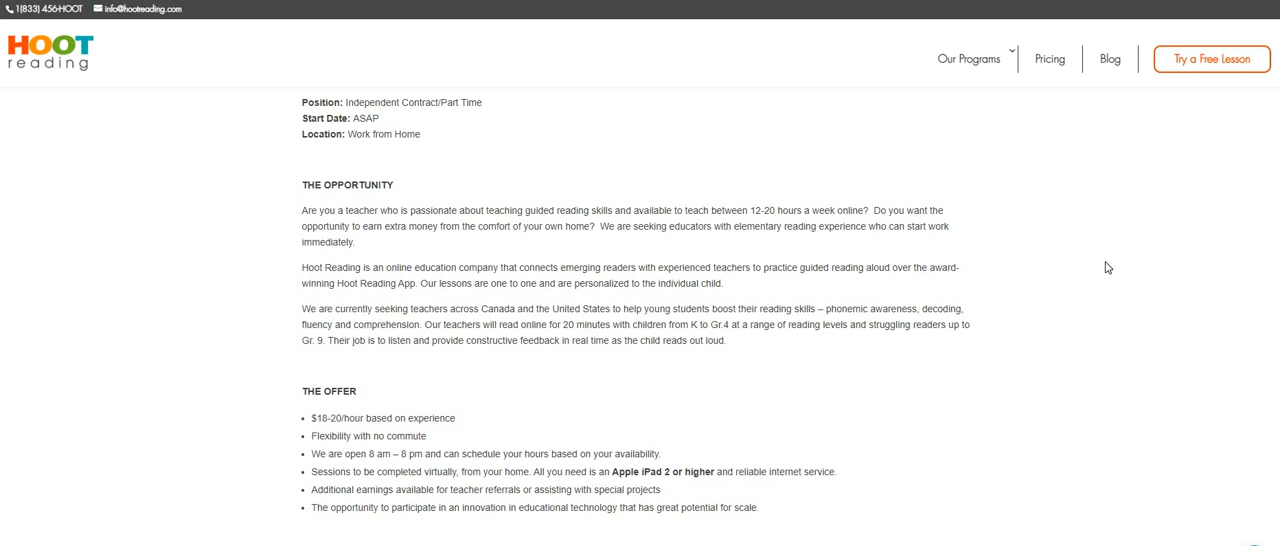 1(833) 456-HOOT info@hootreading.com
HOOT
reading
Our Programs
Pricing
Blog
Try a Free Lesson
Position: Independent Contract/Part Time
Start Date: ASAP
Location: Work from Home
THE OPPORTUNITY
Are you a teacher who is passionate about teaching guided reading skills and available to teach between 12-20 hours a week online? Do you want the
opportunity to earn extra money from the comfort of your own home? We are seeking educators with elementary reading experience who can start work
immediately.
Hoot Reading is an online education company that connects emerging readers with experienced teachers to practice guided reading aloud over the award-
winning Hoot Reading App. Our lessons are one to one and are personalized to the individual child.
We are currently seeking teachers across Canada and the United States to help young students boost their reading skills – phonemic awareness, decoding,
fluency and comprehension. Our teachers will read online for 20 minutes with children from K to Gr.4 at a range of reading levels and struggling readers up to
Gr. 9. Their job is to listen and provide constructive feedback in real time as the child reads out loud.
THE OFFER
• $18-20/hour based on experience
• Flexibility with no commute
• We are open 8 am – 8 pm and can schedule your hours based on your availability.
• Sessions to be completed virtually, from your home. All you need is an Apple iPad 2 or higher and reliable internet service.
• Additional earnings available for teacher referrals or assisting with special projects
• The opportunity to participate in an innovation in educational technology that has great potential for scale.